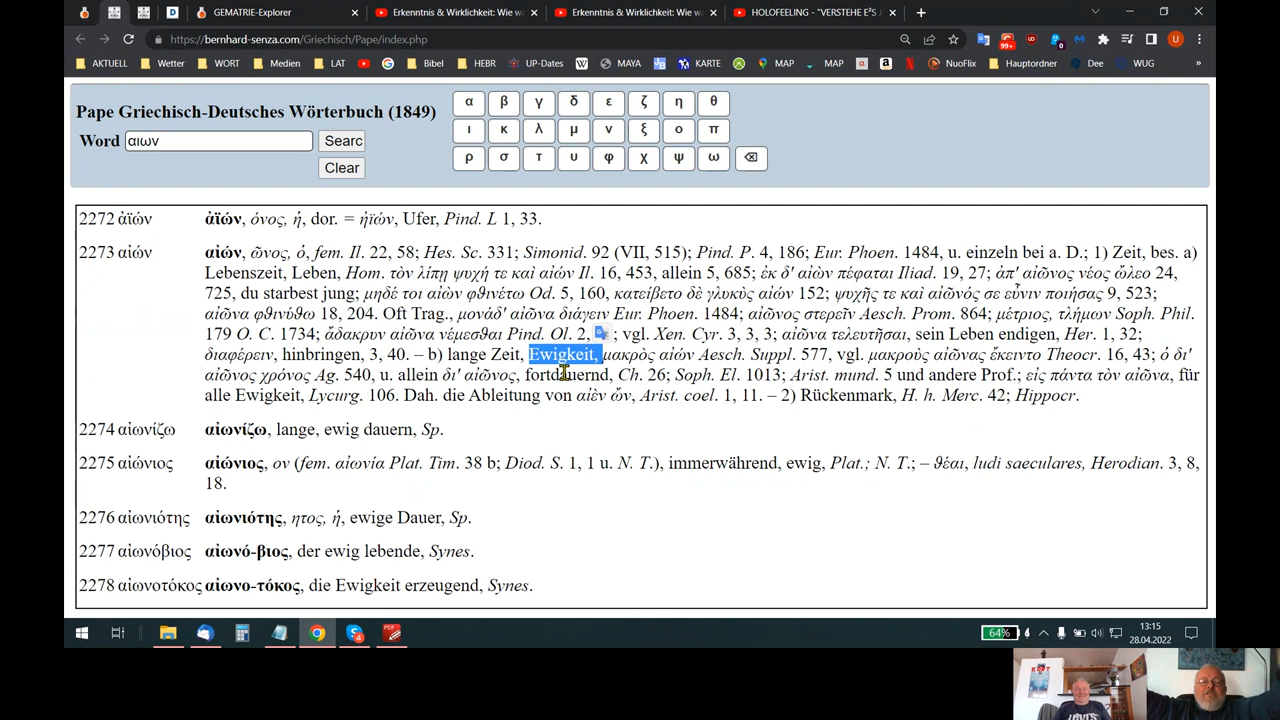 GEMATRIE-Explorer
Erkenntnis & Wirklichkeit: Wie w
Erkenntnis & Wirklichkeit: Wie w
HOLOFEELING - "VERSTEHE E²S
https://bernhard-senza.com/Griechisch/Pape/index.php
AKTUELL Wetter WORT Medien LAT Bibel HEBR UP-Dates MAYA KARTE MAP MAP NuoFlix Hauptordner Dee WUG »
Pape Griechisch-Deutsches Wörterbuch (1849)
Word αιων Searc
Clear
α β γ δ ε ζ η θ
ι κ λ μ ν ξ ο π
ρ σ τ υ φ χ ψ ω
2272 ἀϊών ἀϊών, όνος, ἡ, dor. = ἠϊών, Ufer, Pind. I. 1, 33.
2273 αἰών αἰών, ῶνος, ὁ, fem. Il. 22, 58; Hes. Sc. 331; Simonid. 92 (VII, 515); Pind. P. 4, 186; Eur. Phoen. 1484, u. einzeln bei a. D.; 1) Zeit, bes. a)
Lebenszeit, Leben, Hom. τὸν λίπῃ ψυχή τε καὶ αἰών Il. 16, 453, allein 5, 685; ἐκ δ' αἰὼν πέφαται Iliad. 19, 27; ἀπ' αἰῶνος νέος ὤλεο 24,
725, du starbest jung; μηδέ τοι αἰὼν φθινέτω Od. 5, 160, κατείβετο δὲ γλυκὺς αἰών 152; ψυχῆς τε καὶ αἰῶνός σε εὖνιν ποιήσας 9, 523;
αἰῶνα φθινύθω 18, 204. Oft Trag., μονάδ' αἰῶνα διάγειν Eur. Phoen. 1484; αἰῶνος στερεῖν Aesch. Prom. 864; μέτριος, τλήμων Soph. Phil.
179 O. C. 1734; ἄδακρυν αἰῶνα νέμεσθαι Pind. Ol. 2, ; vgl. Xen. Cyr. 3, 3, 3; αἰῶνα τελευτῆσαι, sein Leben endigen, Her. 1, 32;
διαφέρειν, hinbringen, 3, 40. – b) lange Zeit, Ewigkeit, μακρὸς αἰών Aesch. Suppl. 577, vgl. μακροὺς αἰῶνας ἔκειντο Theocr. 16, 43; ὁ δι'
αἰῶνος χρόνος Ag. 540, u. allein δι' αἰῶνος, fortdauernd, Ch. 26; Soph. El. 1013; Arist. mund. 5 und andere Prof.; εἰς πάντα τὸν αἰῶνα, für
alle Ewigkeit, Lycurg. 106. Dah. die Ableitung von αἰὲν ὤν, Arist. coel. 1, 11. – 2) Rückenmark, H. h. Merc. 42; Hippocr.
2274 αἰωνίζω αἰωνίζω, lange, ewig dauern, Sp.
2275 αἰώνιος αἰώνιος, ον (fem. αἰωνία Plat. Tim. 38 b; Diod. S. 1, 1 u. N. T.), immerwährend, ewig, Plat.; N. T.; – θέαι, ludi saeculares, Herodian. 3, 8,
18.
2276 αἰωνιότης αἰωνιότης, ητος, ἡ, ewige Dauer, Sp.
2277 αἰωνόβιος αἰωνό-βιος, der ewig lebende, Synes.
2278 αἰωνοτόκος αἰωνο-τόκος, die Ewigkeit erzeugend, Synes.
64% 13:15
28.04.2022